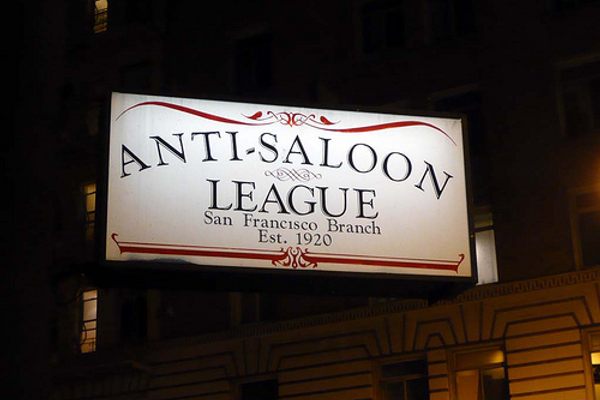 ANTI-SALOON
LEAGUE
San Francisco Branch
Est. 1920